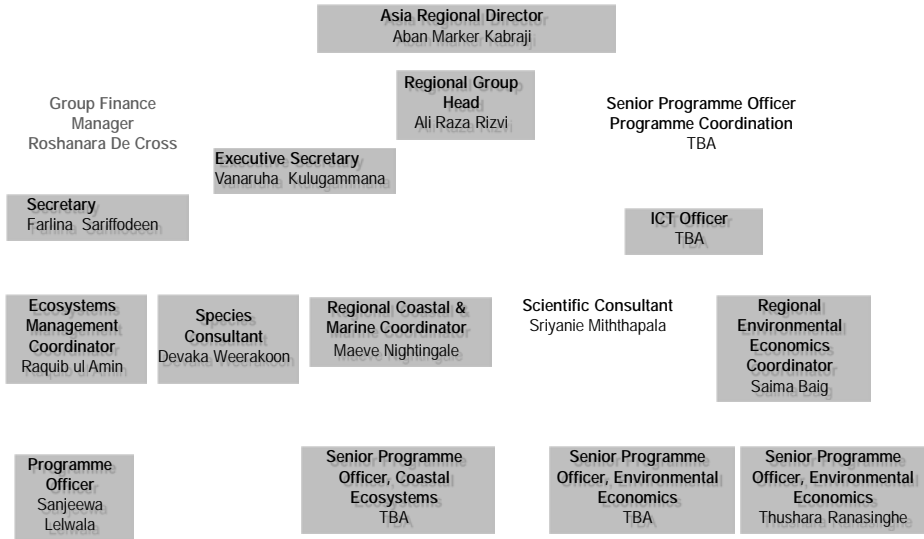 Asia Regional Director
Aban Marker Kabraji
Regional Group
Head
Ali Raza Rizvi
Group Finance
Manager
Roshanara De Cross
Senior Programme Officer
Programme Coordination
TBA
Executive Secretary
Vanaruha Kulugammana
Secretary
Farlina Sariffodeen
ICT Officer
TBA
Ecosystems
Management
Coordinator
Raquib ul Amin
Species
Consultant
Devaka Weerakoon
Regional Coastal &
Marine Coordinator
Maeve Nightingale
Scientific Consultant
Sriyanie Miththapala
Regional
Environmental
Economics
Coordinator
Saima Baig
Programme
Officer
Sanjeewa
Lelwala
Senior Programme
Officer, Coastal
Ecosystems
TBA
Senior Programme
Officer, Environmental
Economics
TBA
Senior Programme
Officer, Environmental
Economics
Thushara Ranasinghe